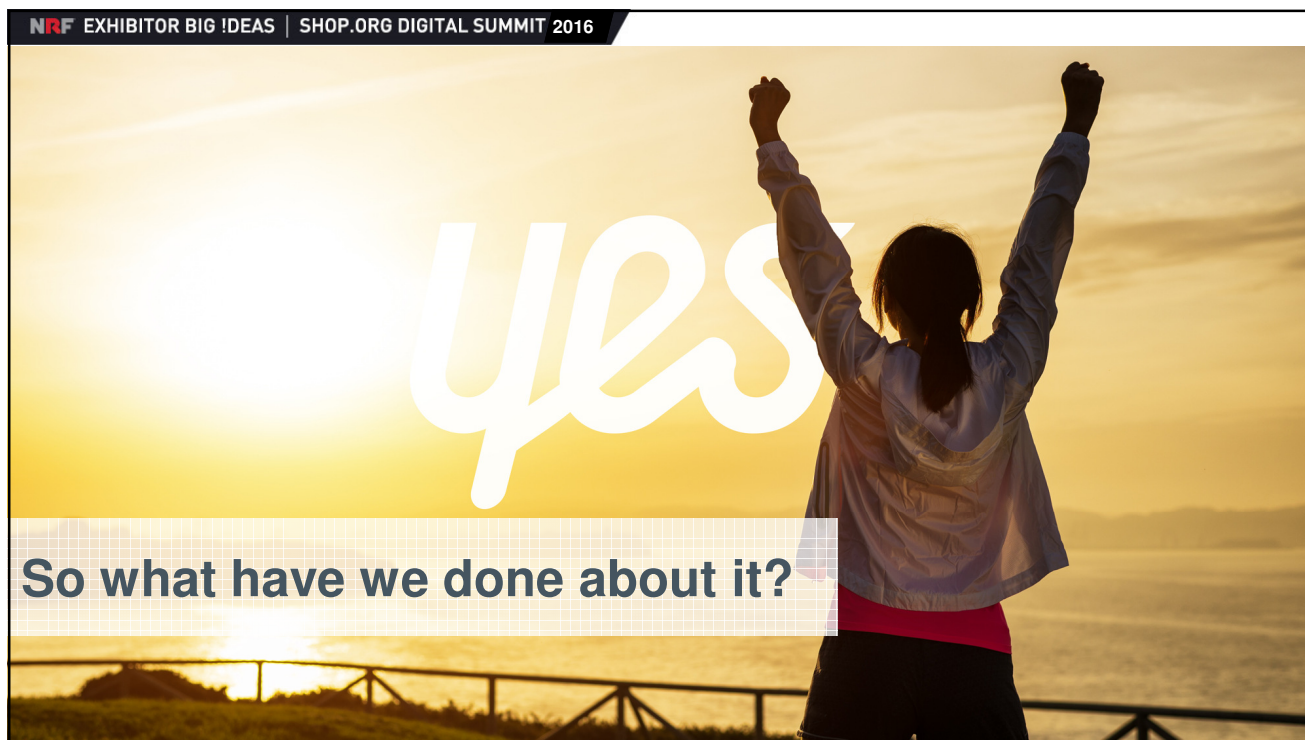 NRF EXHIBITOR BIG !DEAS | SHOP.ORG DIGITAL SUMMIT 2016
yes
So what have we done about it?